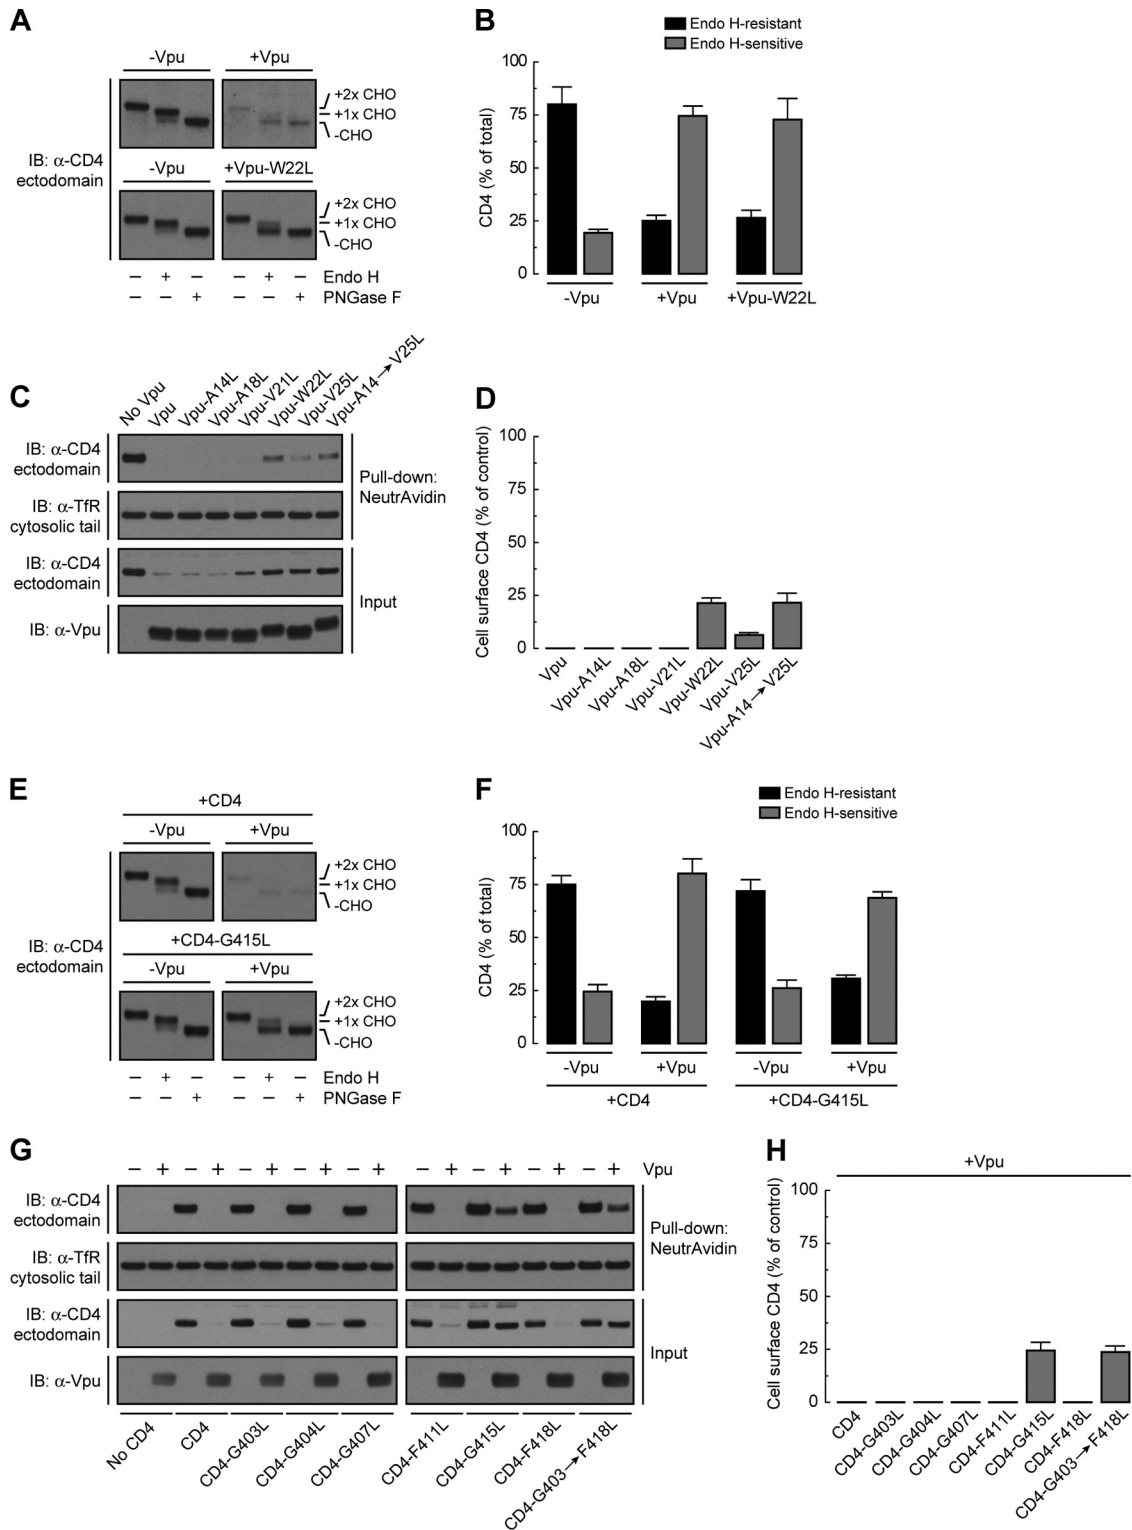 A
-Vpu
+Vpu
+2x CHO
+1x CHO
-CHO
IB: α-CD4
ectodomain
-Vpu
+Vpu-W22L
+2x CHO
+1x CHO
-CHO
– + – – + – Endo H
– – + – – + PNGase F
B
Endo H-resistant
Endo H-sensitive
CD4 (% of total)
100
75
50
25
0
-Vpu
+Vpu
+Vpu-W22L
C
No Vpu
Vpu
Vpu-A14L
Vpu-A18L
Vpu-V21L
Vpu-W22L
Vpu-V25L
Vpu-A14→V25L
IB: α-CD4
ectodomain
IB: α-TfR
cytosolic tail
Pull-down:
NeutrAvidin
IB: α-CD4
ectodomain
IB: α-Vpu
Input
D
Cell surface CD4 (% of control)
100
75
50
25
0
Vpu
Vpu-A14L
Vpu-A18L
Vpu-V21L
Vpu-W22L
Vpu-V25L
Vpu-A14→V25L
E
+CD4
-Vpu
+Vpu
+2x CHO
+1x CHO
-CHO
IB: α-CD4
ectodomain
+CD4-G415L
-Vpu
+Vpu
+2x CHO
+1x CHO
-CHO
– + – – + – Endo H
– – + – – + PNGase F
F
Endo H-resistant
Endo H-sensitive
CD4 (% of total)
100
75
50
25
0
-Vpu
+Vpu
-Vpu
+Vpu
+CD4
+CD4-G415L
G
– + – + – + – + – + – + – + – + – + Vpu
IB: α-CD4
ectodomain
IB: α-TfR
cytosolic tail
Pull-down:
NeutrAvidin
IB: α-CD4
ectodomain
IB: α-Vpu
Input
No CD4
CD4
CD4-G403L
CD4-G404L
CD4-G407L
CD4-F411L
CD4-G415L
CD4-F418L
CD4-G403→F418L
H
+Vpu
Cell surface CD4 (% of control)
100
75
50
25
0
CD4
CD4-G403L
CD4-G404L
CD4-G407L
CD4-F411L
CD4-G415L
CD4-F418L
CD4-G403→F418L